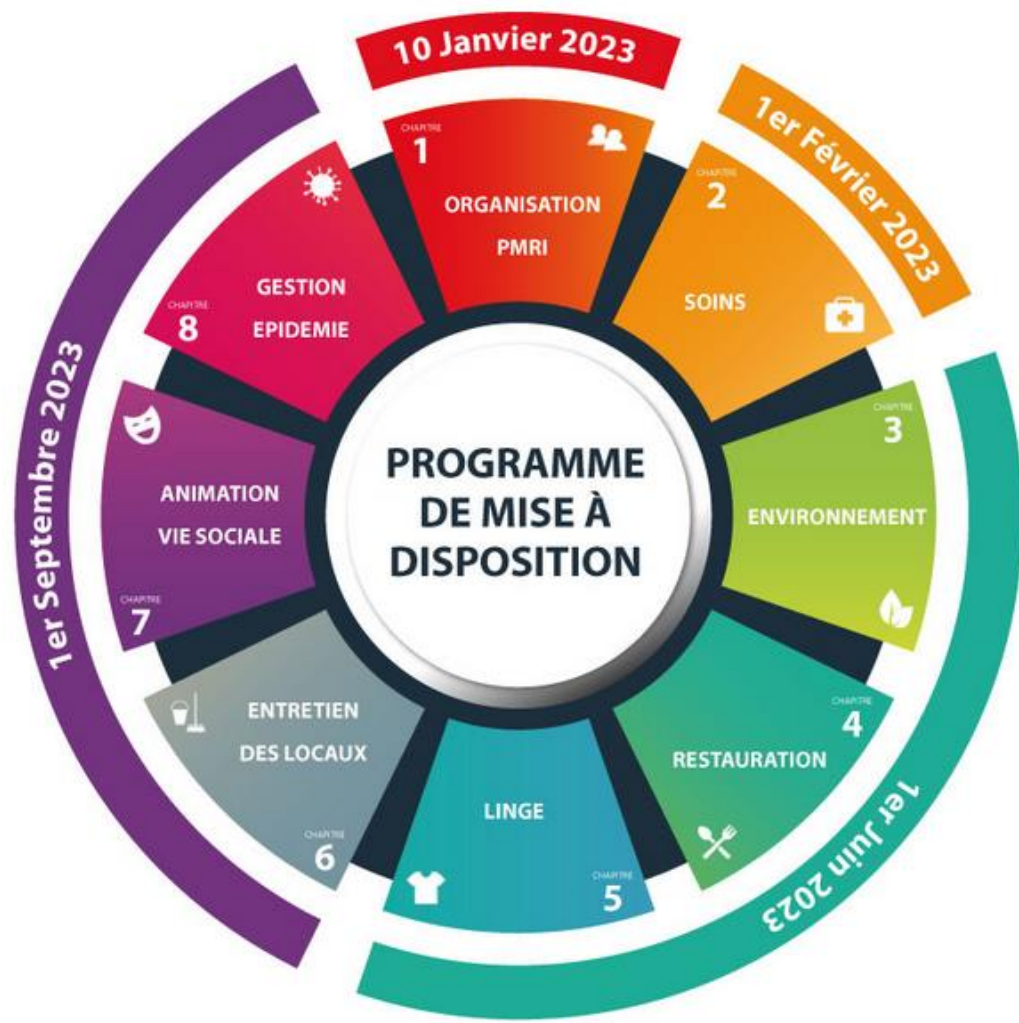 10 Janvier 2023
1er Février 2023
1er Juin 2023
1er Septembre 2023
CHAPITRE
1
ORGANISATION
PMRI
CHAPITRE
2
SOINS
CHAPITRE
3
ENVIRONNEMENT
CHAPITRE
4
RESTAURATION
LINGE
CHAPITRE
5
ENTRETIEN
DES LOCAUX
CHAPITRE
6
ANIMATION
VIE SOCIALE
CHAPITRE
7
GESTION
EPIDEMIE
CHAPITRE
8
PROGRAMME
DE MISE À
DISPOSITION